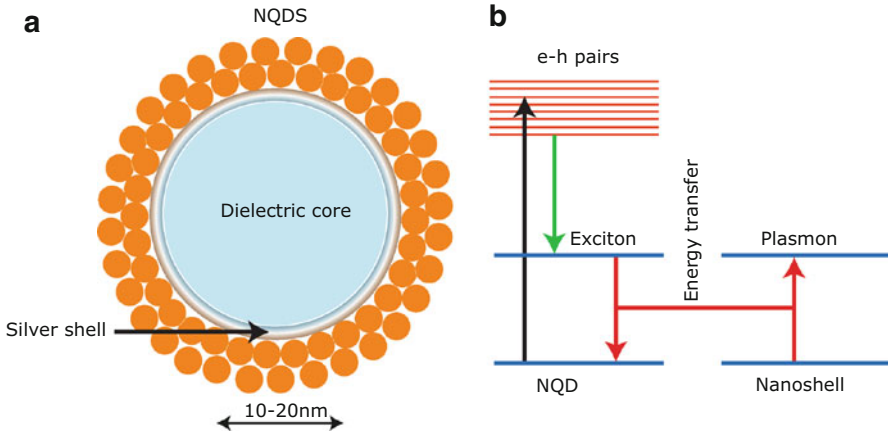 a
NQDS
Dielectric core
Silver shell
10-20nm
b
e-h pairs
Exciton
Energy transfer
Plasmon
NQD
Nanoshell